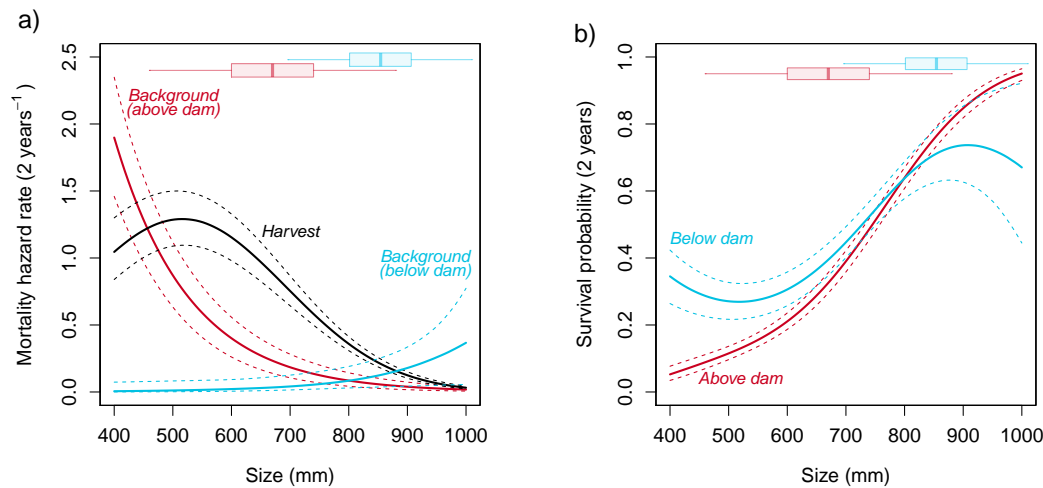 a)
Mortality hazard rate (2 years⁻¹ )
2.5
2.0
1.5
1.0
0.5
0.0
Background
(above dam)
Harvest
Background
(below dam)
400 500 600 700 800 900 1000
Size (mm)
b)
Survival probability (2 years)
1.0
0.8
0.6
0.4
0.2
0.0
Below dam
Above dam
400 500 600 700 800 900 1000
Size (mm)